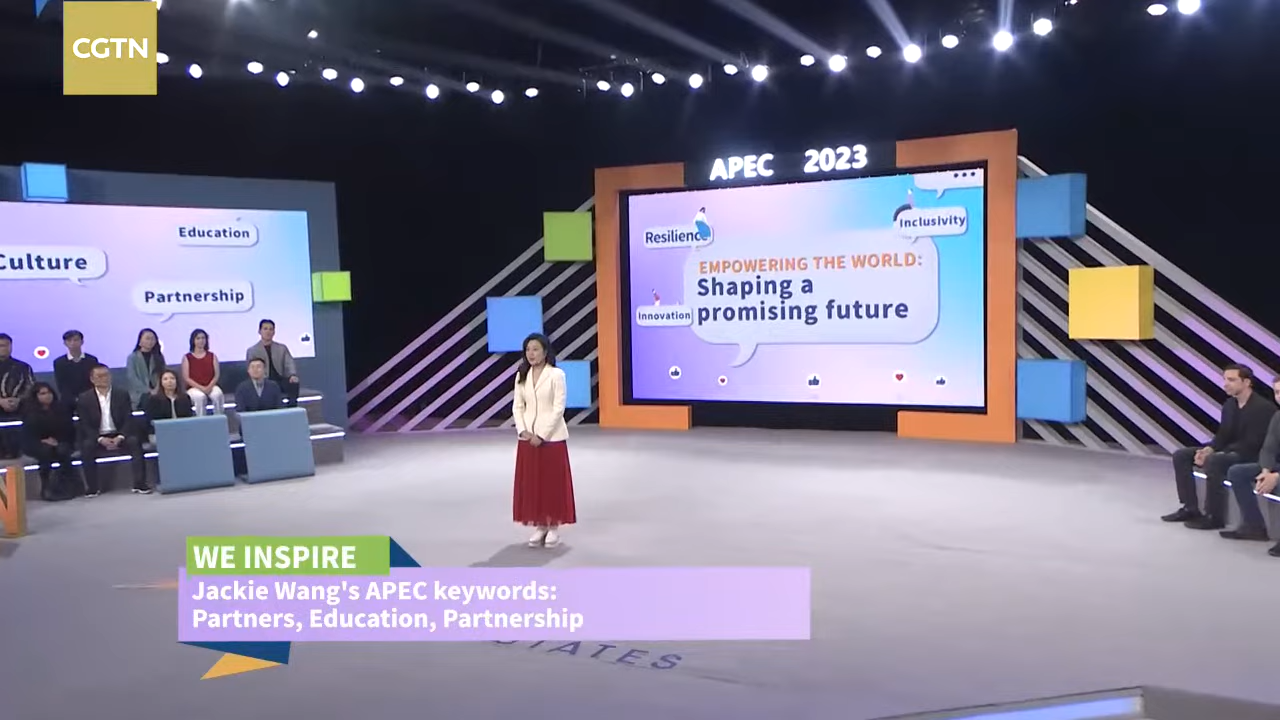 CGTN
APEC 2023
Education
Culture
Partnership
Resilience
Inclusivity
EMPOWERING THE WORLD:
Shaping a
promising future
Innovation
WE INSPIRE
Jackie Wang's APEC keywords:
Partners, Education, Partnership
STATES